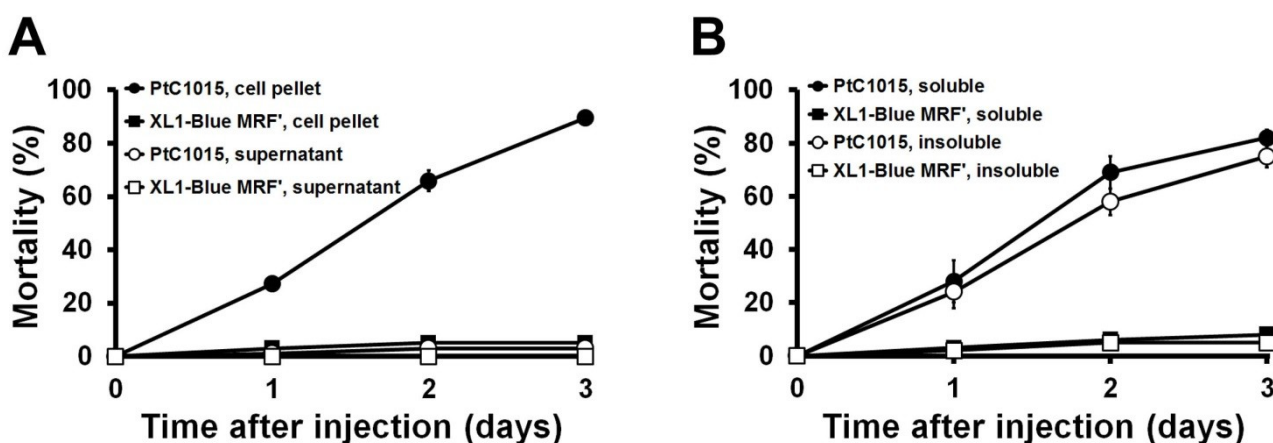 A
Mortality (%)
100
80
60
40
20
0
PtC1015, cell pellet
XL1-Blue MRF', cell pellet
PtC1015, supernatant
XL1-Blue MRF', supernatant
0 1 2 3
Time after injection (days)
B
Mortality (%)
100
80
60
40
20
0
PtC1015, soluble
XL1-Blue MRF', soluble
PtC1015, insoluble
XL1-Blue MRF', insoluble
0 1 2 3
Time after injection (days)